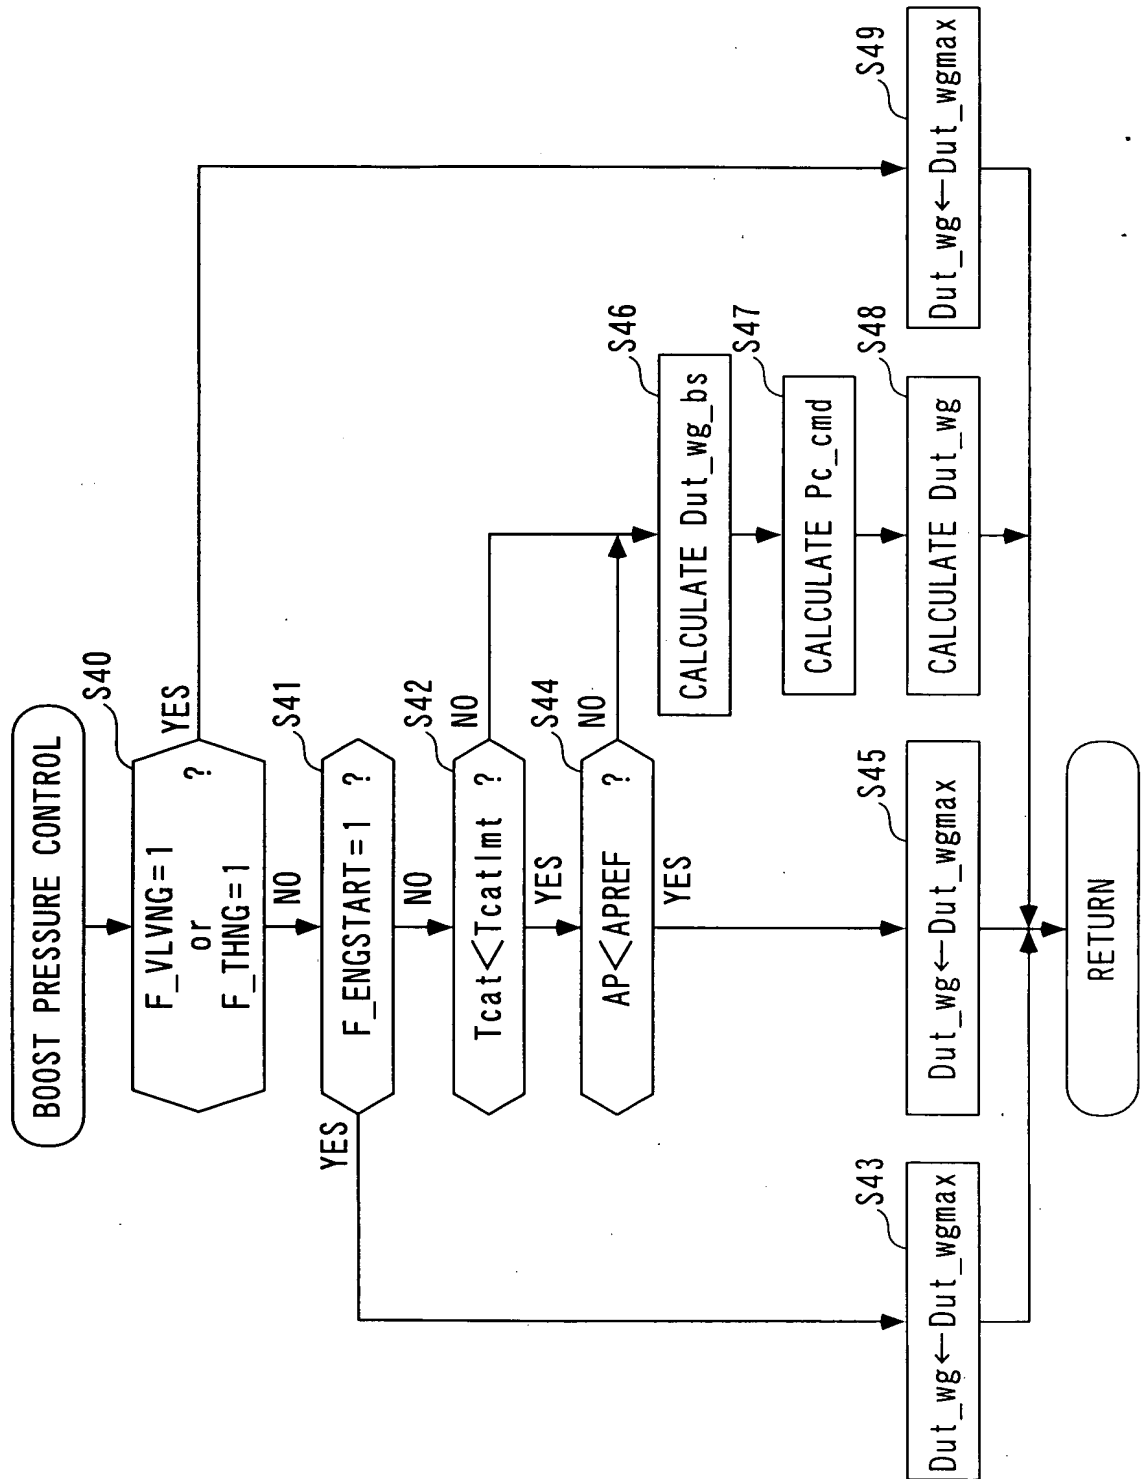 BOOST PRESSURE CONTROL
S40
F_VLVNG=1
or
F_THNG=1
?
YES
NO
S41
F_ENGSTART=1 ?
YES
NO
S42
Tcat<Tcatlmt ?
NO
YES
S44
AP<APREF ?
NO
YES
S46
CALCULATE Dut_wg_bs
S47
CALCULATE Pc_cmd
S43
Dut_wg←Dut_wgmax
S45
Dut_wg←Dut_wgmax
S48
CALCULATE Dut_wg
S49
Dut_wg←Dut_wgmax
RETURN